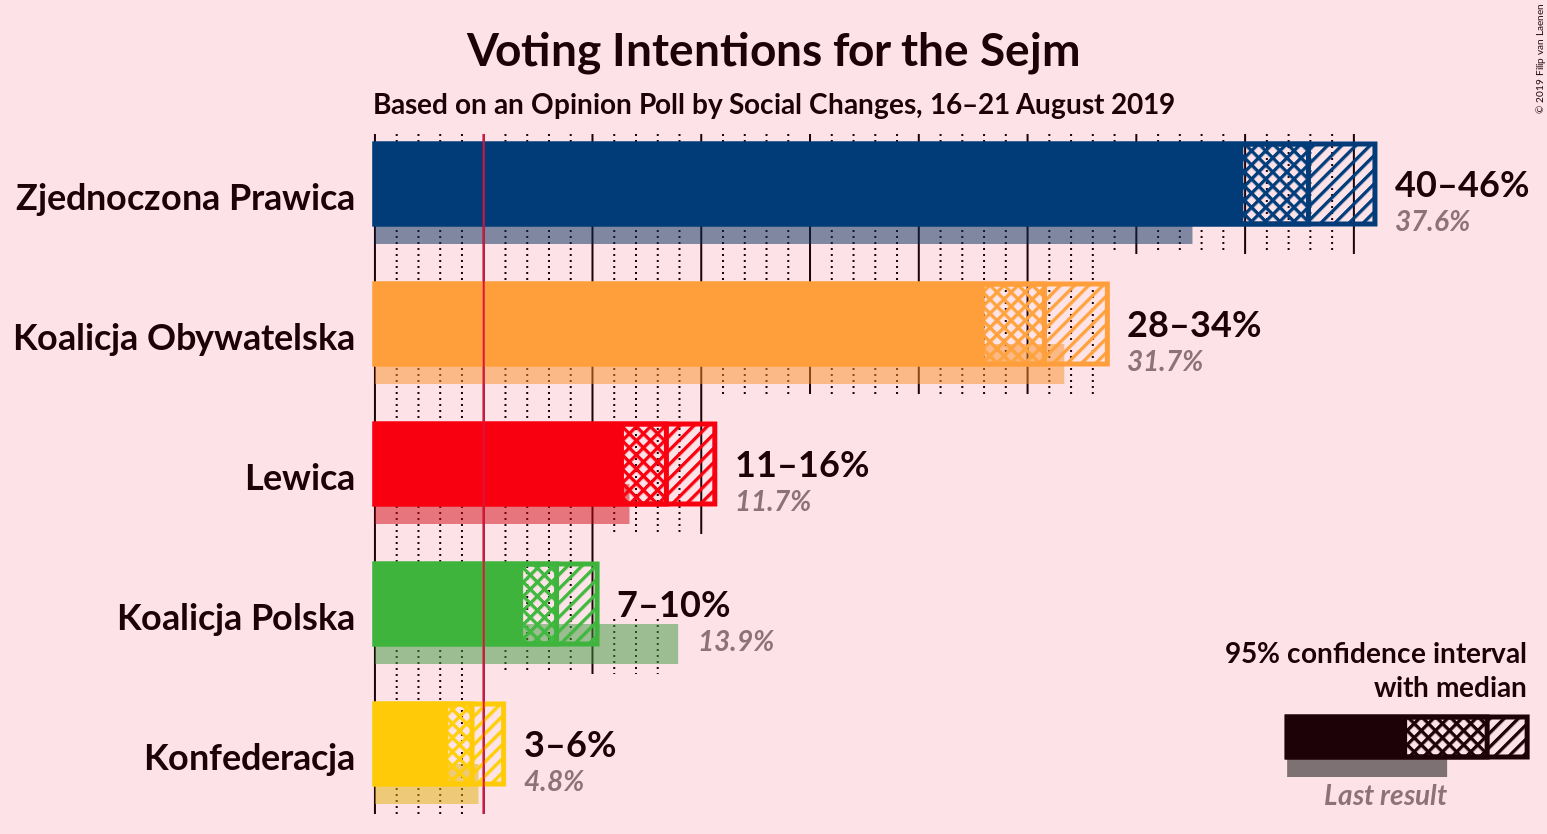 Voting Intentions for the Sejm
Based on an Opinion Poll by Social Changes, 16–21 August 2019
© 2019 Filip van Laenen
Zjednoczona Prawica
40–46%
37.6%
Koalicja Obywatelska
28–34%
31.7%
Lewica
11–16%
11.7%
Koalicja Polska
7–10%
13.9%
Konfederacja
3–6%
4.8%
95% confidence interval
with median
Last result